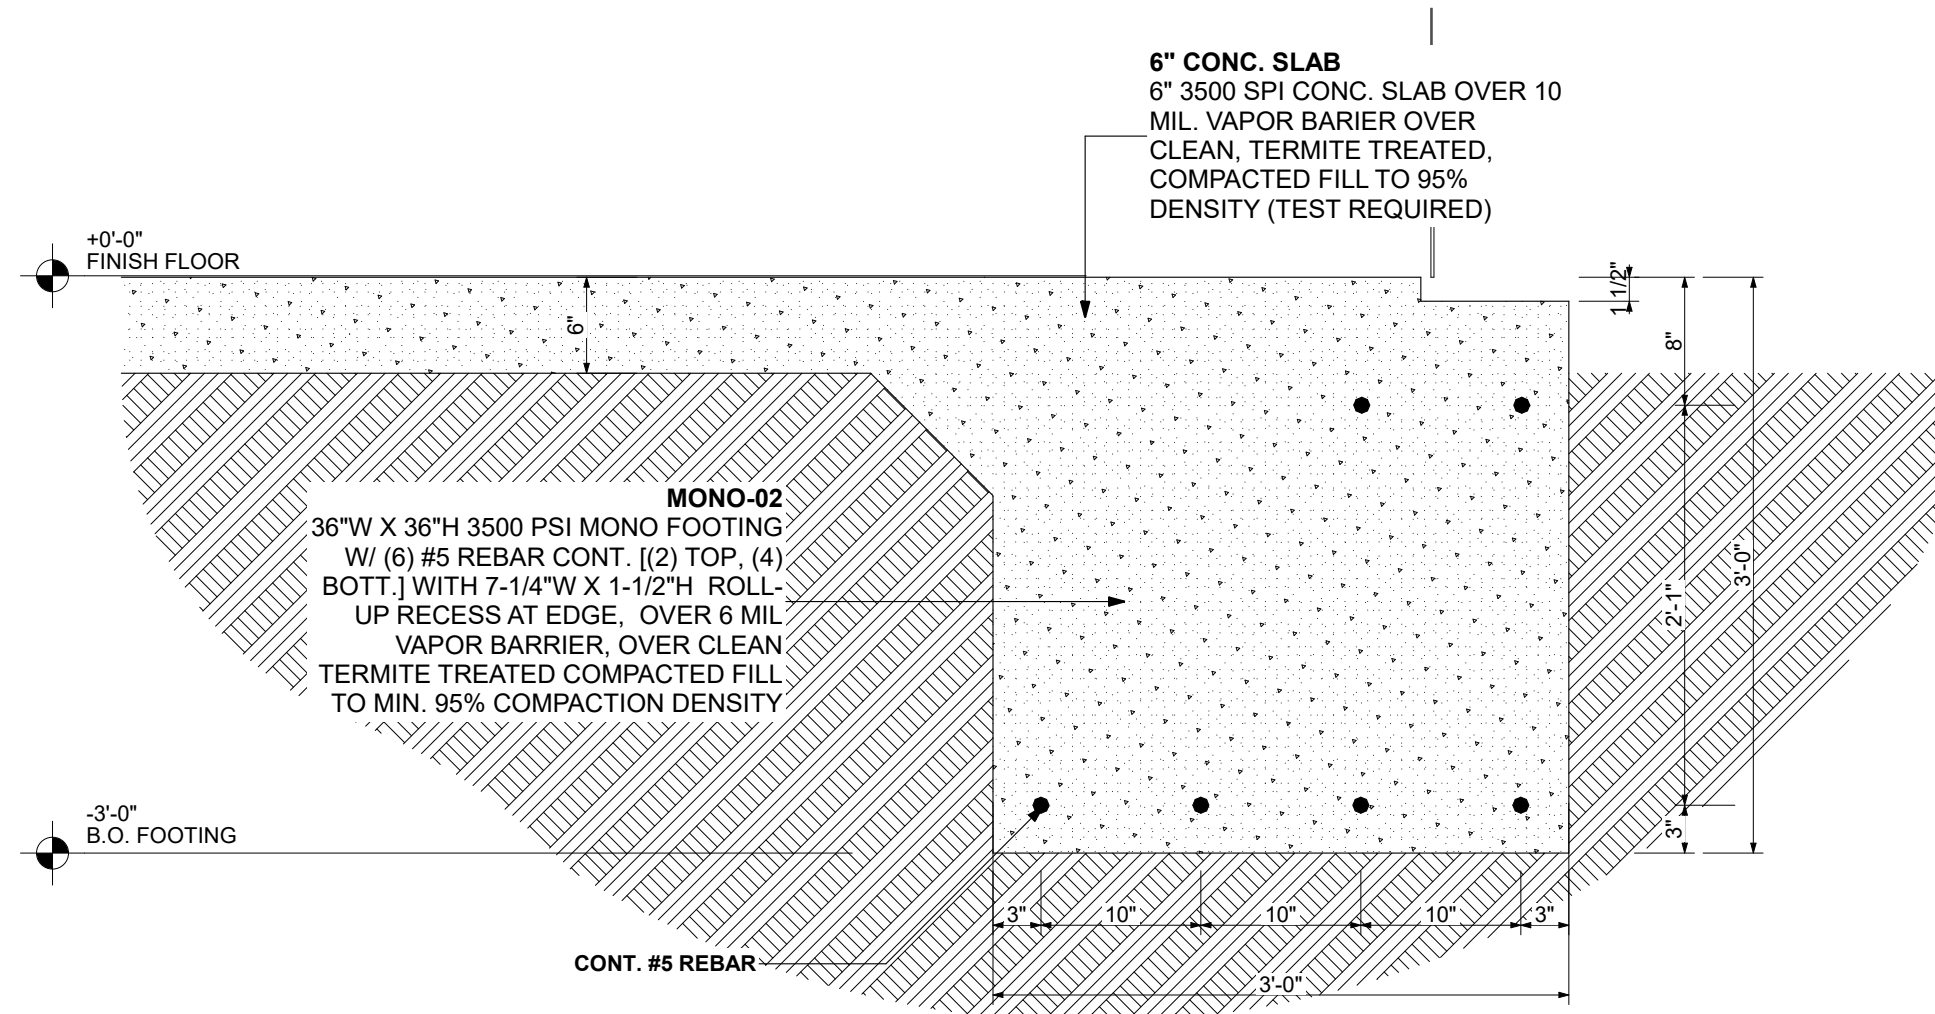 6" CONC. SLAB
6" 3500 SPI CONC. SLAB OVER 10
MIL. VAPOR BARIER OVER
CLEAN, TERMITE TREATED,
COMPACTED FILL TO 95%
DENSITY (TEST REQUIRED)
+0'-0"
FINISH FLOOR
6"
1 1/2"
8"
2'-1"
3"
3'-0"
MONO-02
36"W X 36"H 3500 PSI MONO FOOTING
W/ (6) #5 REBAR CONT. [(2) TOP, (4)
BOTT.] WITH 7-1/4"W X 1-1/2"H ROLL-
UP RECESS AT EDGE, OVER 6 MIL
VAPOR BARRIER, OVER CLEAN
TERMITE TREATED COMPACTED FILL
TO MIN. 95% COMPACTION DENSITY
-3'-0"
B.O. FOOTING
3"
10"
10"
10"
3"
CONT. #5 REBAR
3'-0"